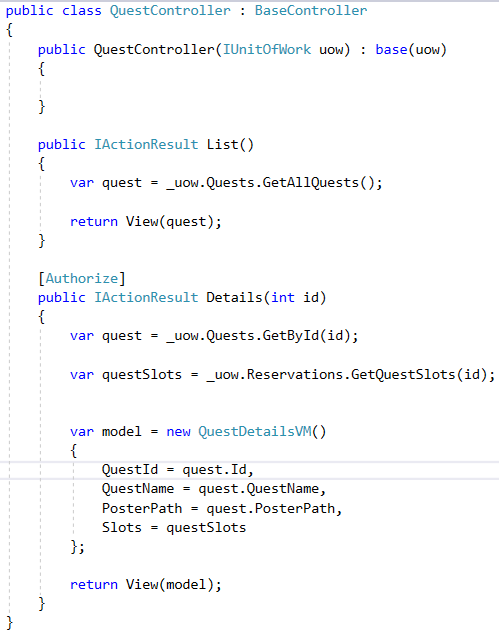 public class QuestController : BaseController
{
    public QuestController(IUnitOfWork uow) : base(uow)
    {
    }
    public IActionResult List()
    {
        var quest = _uow.Quests.GetAllQuests();
        return View(quest);
    }
    [Authorize]
    public IActionResult Details(int id)
    {
        var quest = _uow.Quests.GetById(id);
        var questSlots = _uow.Reservations.GetQuestSlots(id);
        var model = new QuestDetailsVM()
        {
            QuestId = quest.Id,
            QuestName = quest.QuestName,
            PosterPath = quest.PosterPath,
            Slots = questSlots
        };
        return View(model);
    }
}